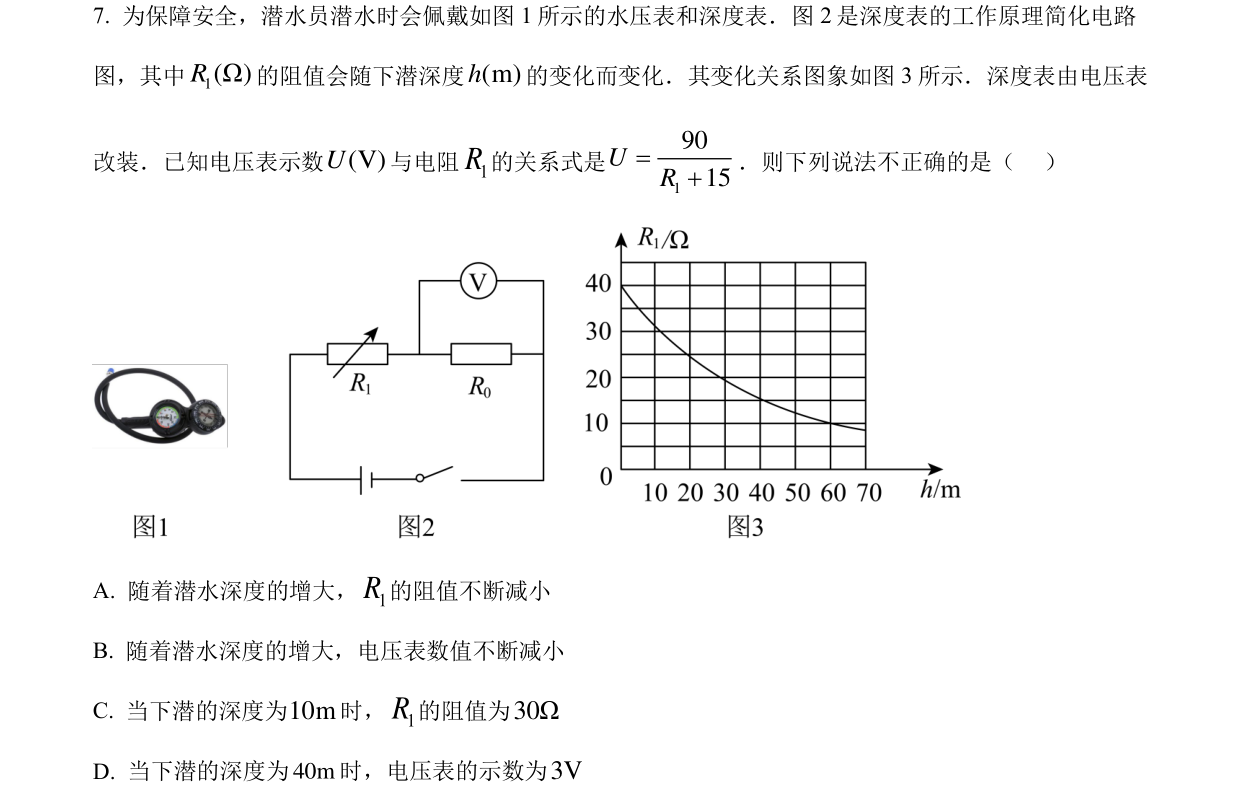 7. 为保障安全，潜水员潜水时会佩戴如图 1 所示的水压表和深度表．图 2 是深度表的工作原理简化电路
图，其中 R₁(Ω) 的阻值会随下潜深度 h(m) 的变化而变化．其变化关系图象如图 3 所示．深度表由电压表
改装．已知电压表示数 U(V) 与电阻 R₁ 的关系式是 U = 90/(R₁+15)．则下列说法不正确的是（　）
V
R₁
R₀
R₁/Ω
40
30
20
10
0
10 20 30 40 50 60 70 h/m
图1 图2 图3
A. 随着潜水深度的增大， R₁ 的阻值不断减小
B. 随着潜水深度的增大，电压表数值不断减小
C. 当下潜的深度为10m 时， R₁ 的阻值为 30Ω
D. 当下潜的深度为 40m 时，电压表的示数为 3V